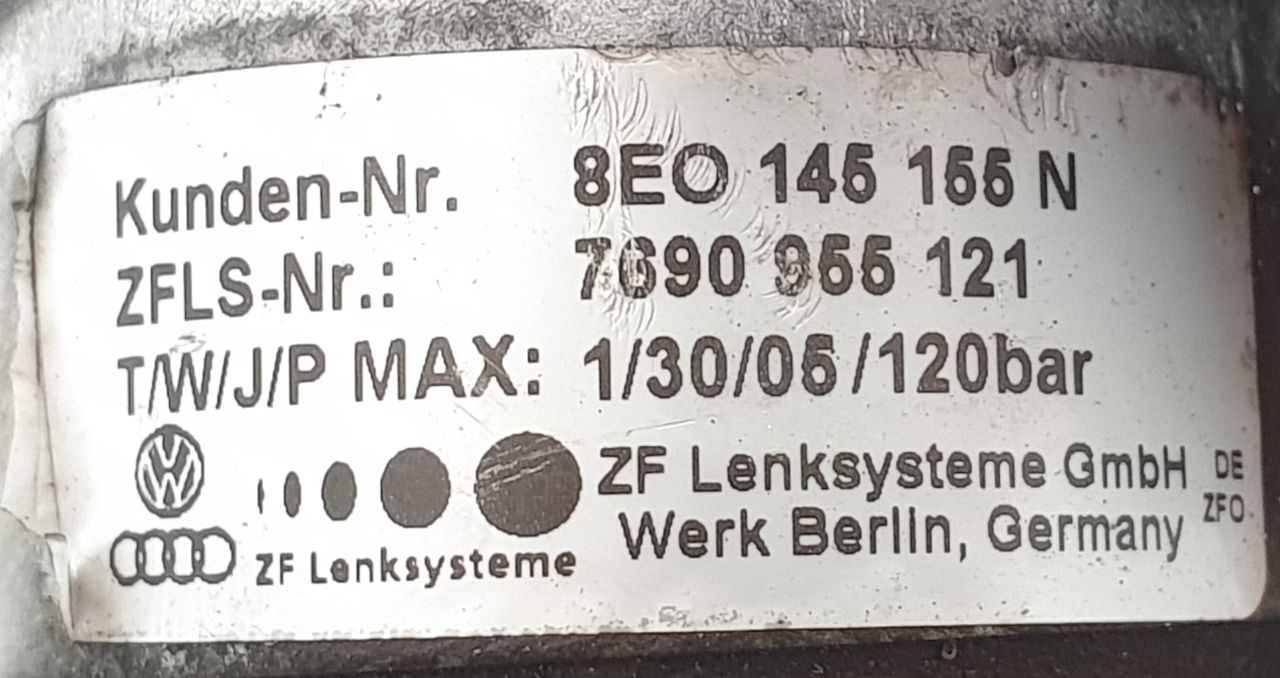 Kunden-Nr. 8E0 145 155 N
ZFLS-Nr.: 7690 955 121
T/W/J/P MAX: 1/30/05/120bar
ZF Lenksysteme GmbH DE
Werk Berlin, Germany ZFO
ZF Lenksysteme